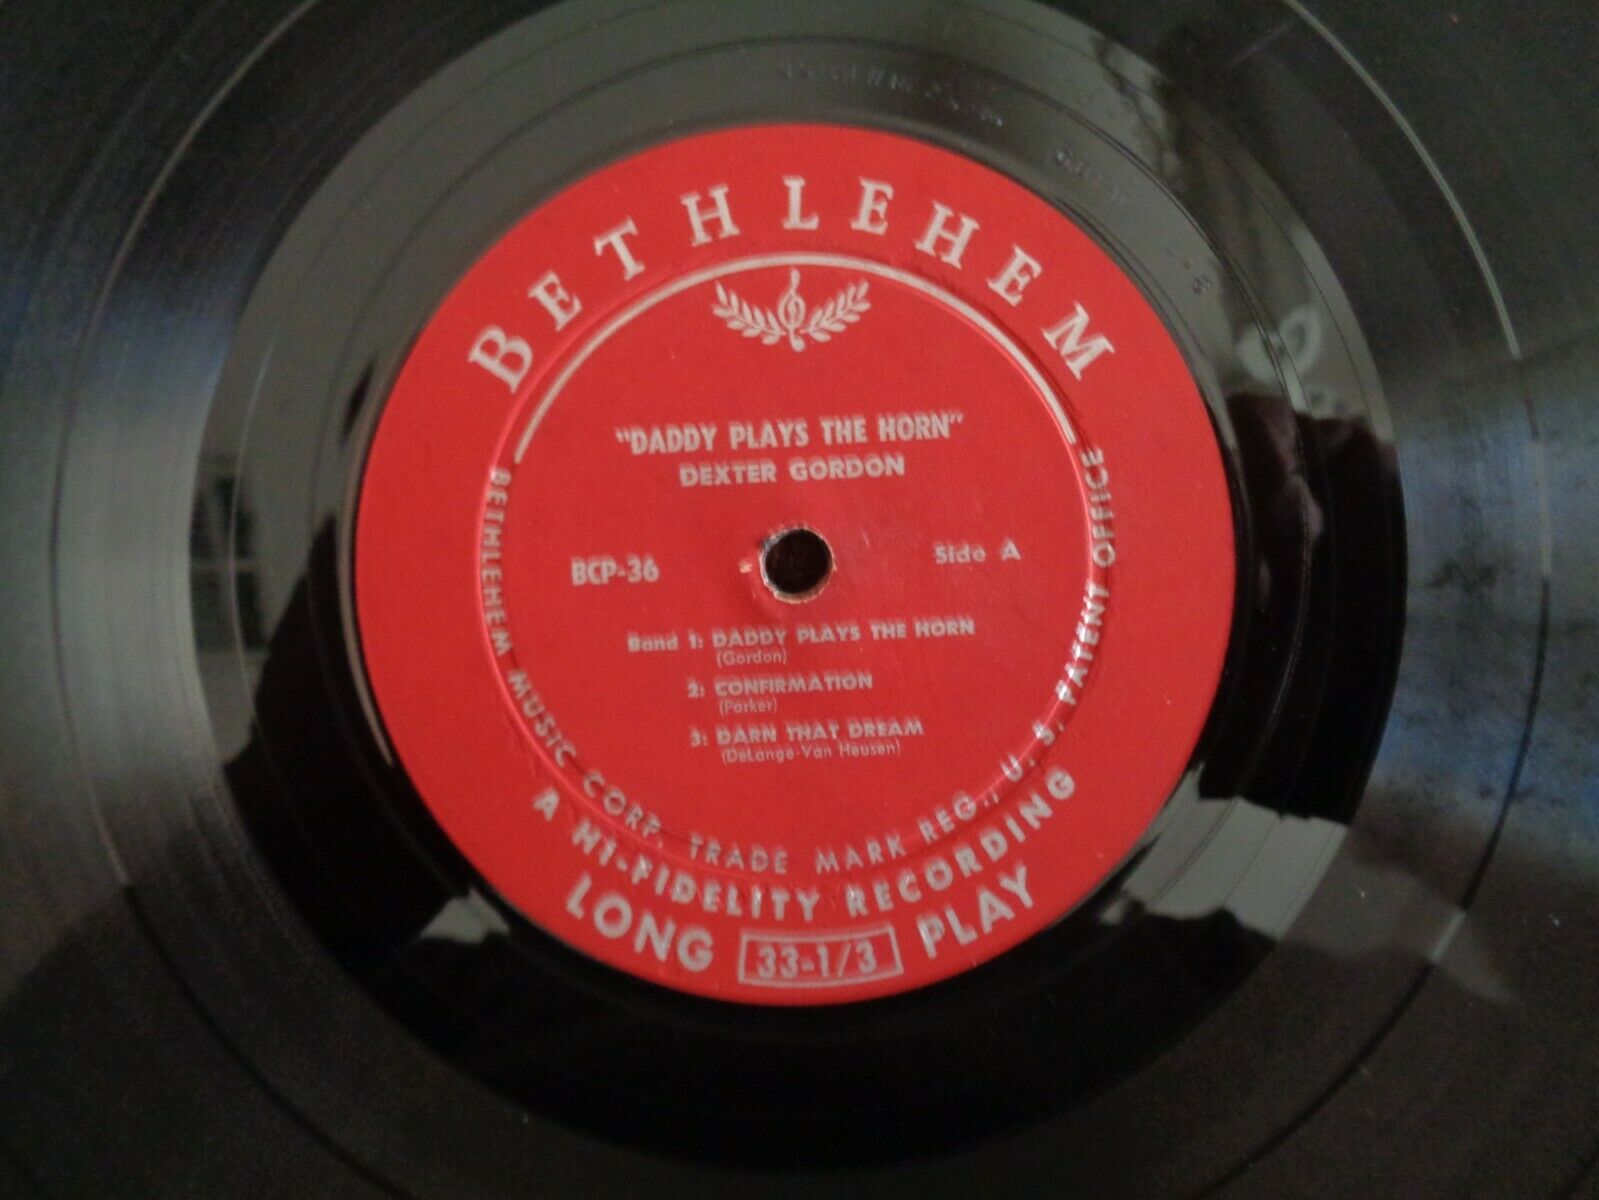 BETHLEHEM
"DADDY PLAYS THE HORN"
DEXTER GORDON
BCP-36
Side A
Band 1: DADDY PLAYS THE HORN
(Gordon)
2: CONFIRMATION
(Parker)
3: DARN THAT DREAM
(DeLange-Van Heusen)
BETHLEHEM MUSIC CORP. TRADE MARK REG., U. S. PATENT OFFICE
A HI-FIDELITY RECORDING
LONG 33-1/3 PLAY